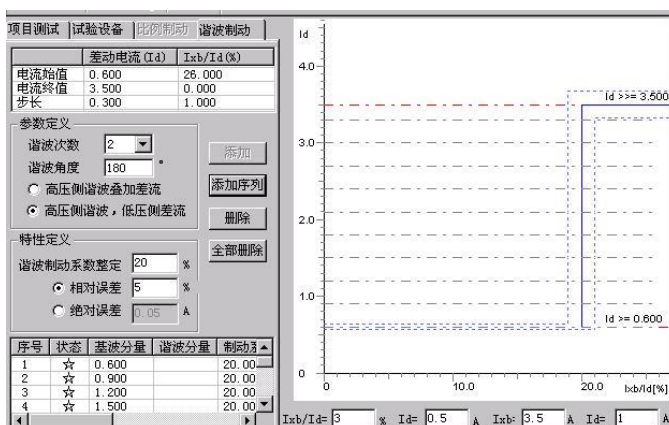 项目测试 试验设备 比例制动 谐波制动
差动电流(Id) Ixb/Id(%)
电流始值 0.600 26.000
电流终值 3.500 0.000
步长 0.300 1.000
参数定义
谐波次数 2
谐波角度 180 °
高压侧谐波叠加差流
高压侧谐波，低压侧差流
添加
添加序列
删除
全部删除
特性定义
谐波制动系数整定 20 %
相对误差 5 %
绝对误差 0.05 A
序号 状态 基波分量 谐波分量
1 ☆ 0.600 20.00
2 ☆ 0.900 20.00
3 ☆ 1.200 20.00
4 ☆ 1.500 20.00
Id
4.0
3.0
2.0
1.0
0
Id >>= 3.500
Id >= 0.600
0 10.0 20.0 Ixb/Id[%]
Ixb/Id= 3 % Id= 0.5 A Ixb: 3.5 A Id= 1 A